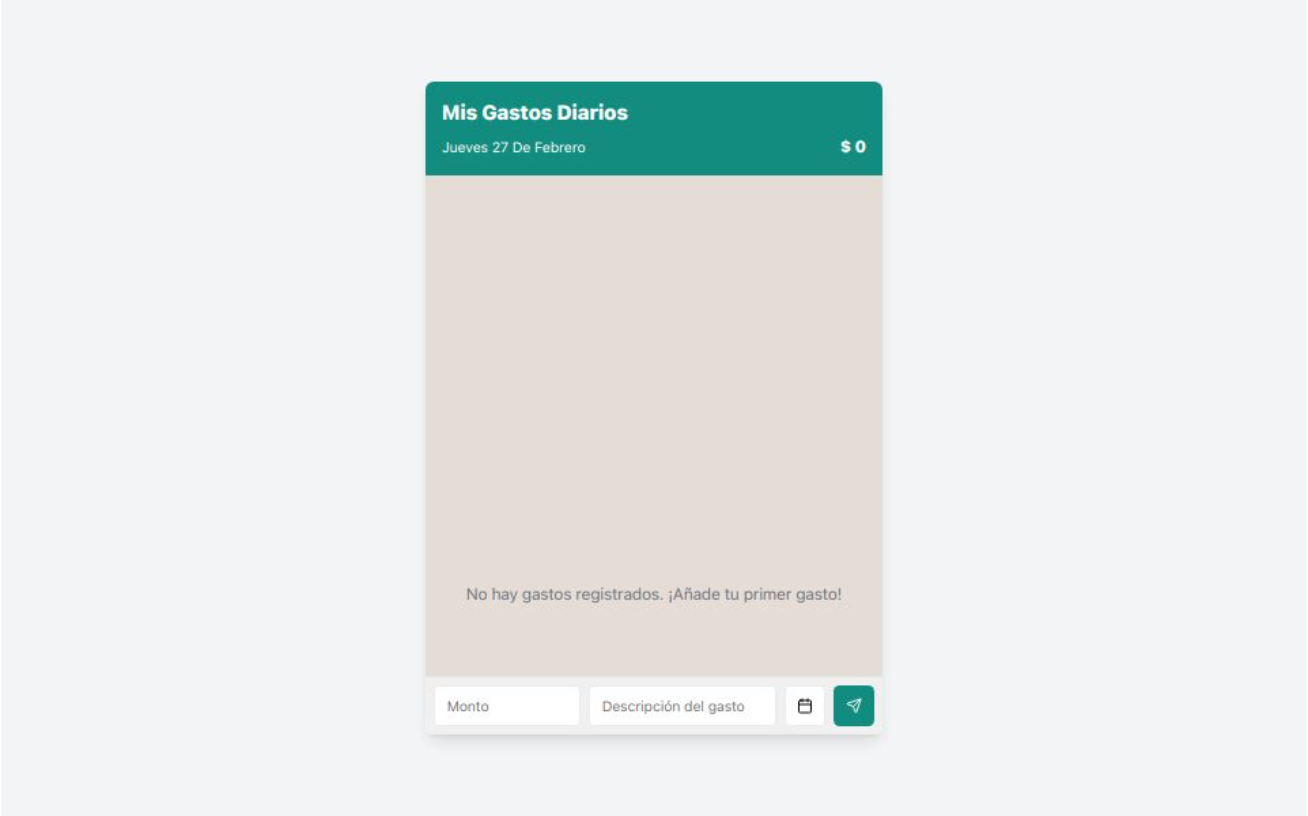 Mis Gastos Diarios
Jueves 27 De Febrero $ 0
No hay gastos registrados. ¡Añade tu primer gasto!
Monto Descripción del gasto